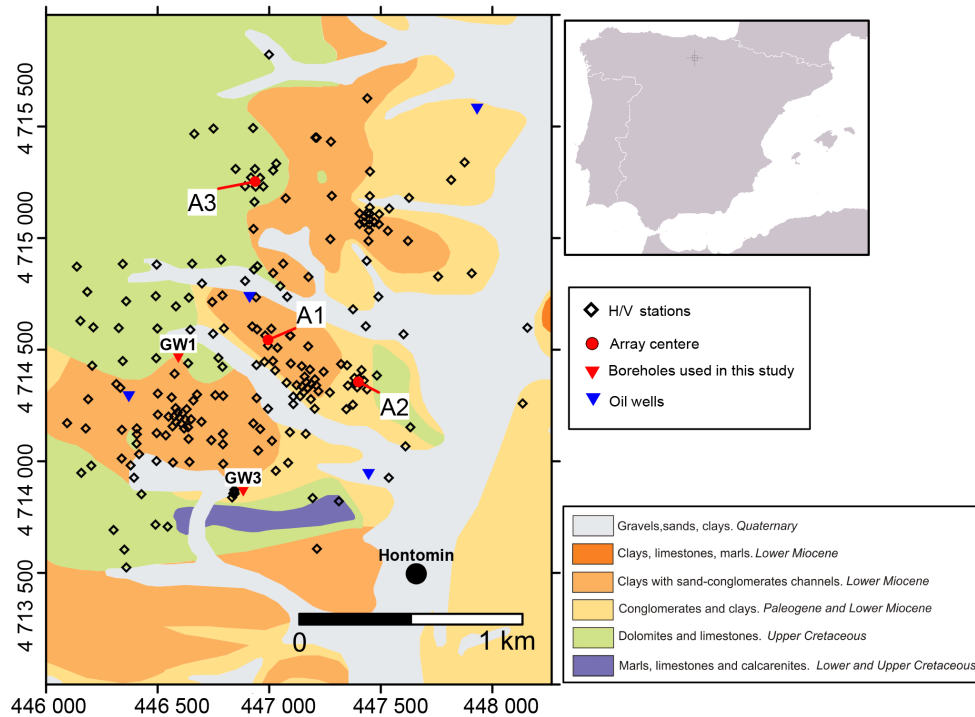 4 715 500
4 715 000
4 714 500
4 714 000
4 713 500
446 000
446 500
447 000
447 500
448 000
A3
A1
GW1
A2
GW3
Hontomin
0
1 km
H/V stations
Array centere
Boreholes used in this study
Oil wells
Gravels,sands, clays. Quaternary
Clays, limestones, marls. Lower Miocene
Clays with sand-conglomerates channels. Lower Miocene
Conglomerates and clays. Paleogene and Lower Miocene
Dolomites and limestones. Upper Cretaceous
Marls, limestones and calcarenites. Lower and Upper Cretaceous